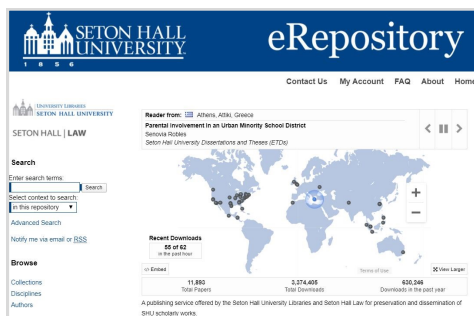 SETON HALL
UNIVERSITY
1 8 5 6
eRepository
Contact Us My Account FAQ About Home
UNIVERSITY LIBRARIES
SETON HALL UNIVERSITY
SETON HALL | LAW
Search
Enter search terms:
Search
Select context to search:
in this repository
Advanced Search
Notify me via email or RSS
Browse
Collections
Disciplines
Authors
Reader from: Athens, Attiki, Greece
Parental Involvement in an Urban Minority School District
Senovia Robles
Seton Hall University Dissertations and Theses (ETDs)
+
−
Recent Downloads
55 of 62
in the past hour
</> Embed
Terms of Use
View Larger
11,893
Total Papers
3,374,405
Total Downloads
630,246
Downloads in the past year
A publishing service offered by the Seton Hall University Libraries and Seton Hall Law for preservation and dissemination of
SHU scholarly works.